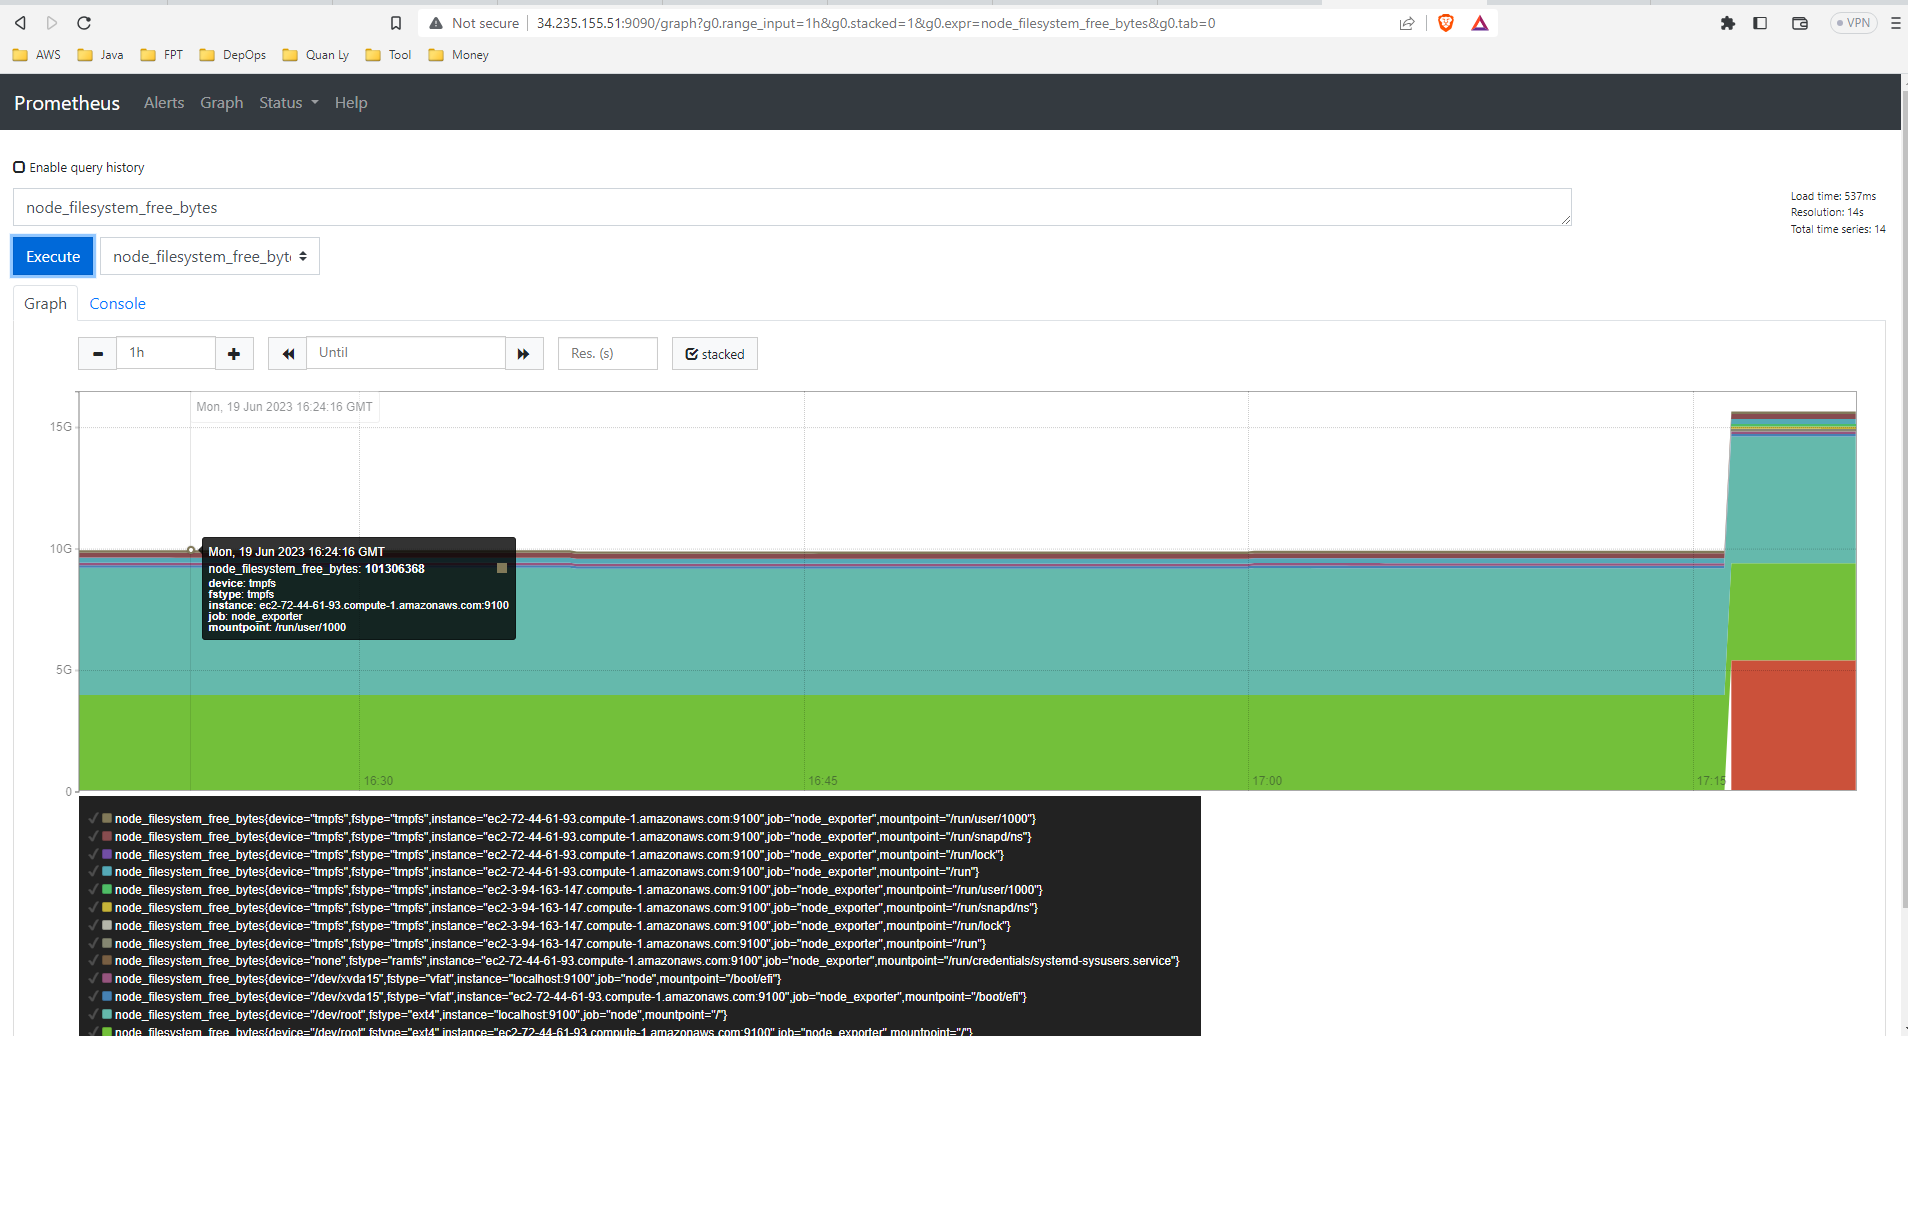 Not secure 34.235.155.51:9090/graph?g0.range_input=1h&g0.stacked=1&g0.expr=node_filesystem_free_bytes&g0.tab=0 VPN
AWS Java FPT DepOps Quan Ly Tool Money
Prometheus Alerts Graph Status Help
Enable query history
node_filesystem_free_bytes
Load time: 537ms
Resolution: 14s
Total time series: 14
Execute node_filesystem_free_byt
Graph Console
1h Until Res. (s) stacked
Mon, 19 Jun 2023 16:24:16 GMT
15G
10G
5G
0
Mon, 19 Jun 2023 16:24:16 GMT
node_filesystem_free_bytes: 101306368
device: tmpfs
fstype: tmpfs
instance: ec2-72-44-61-93.compute-1.amazonaws.com:9100
job: node_exporter
mountpoint: /run/user/1000
16:30 16:45 17:00 17:15
node_filesystem_free_bytes{device="tmpfs",fstype="tmpfs",instance="ec2-72-44-61-93.compute-1.amazonaws.com:9100",job="node_exporter",mountpoint="/run/user/1000"}
node_filesystem_free_bytes{device="tmpfs",fstype="tmpfs",instance="ec2-72-44-61-93.compute-1.amazonaws.com:9100",job="node_exporter",mountpoint="/run/snapd/ns"}
node_filesystem_free_bytes{device="tmpfs",fstype="tmpfs",instance="ec2-72-44-61-93.compute-1.amazonaws.com:9100",job="node_exporter",mountpoint="/run/lock"}
node_filesystem_free_bytes{device="tmpfs",fstype="tmpfs",instance="ec2-72-44-61-93.compute-1.amazonaws.com:9100",job="node_exporter",mountpoint="/run"}
node_filesystem_free_bytes{device="tmpfs",fstype="tmpfs",instance="ec2-3-94-163-147.compute-1.amazonaws.com:9100",job="node_exporter",mountpoint="/run/user/1000"}
node_filesystem_free_bytes{device="tmpfs",fstype="tmpfs",instance="ec2-3-94-163-147.compute-1.amazonaws.com:9100",job="node_exporter",mountpoint="/run/snapd/ns"}
node_filesystem_free_bytes{device="tmpfs",fstype="tmpfs",instance="ec2-3-94-163-147.compute-1.amazonaws.com:9100",job="node_exporter",mountpoint="/run/lock"}
node_filesystem_free_bytes{device="tmpfs",fstype="tmpfs",instance="ec2-3-94-163-147.compute-1.amazonaws.com:9100",job="node_exporter",mountpoint="/run"}
node_filesystem_free_bytes{device="none",fstype="ramfs",instance="ec2-72-44-61-93.compute-1.amazonaws.com:9100",job="node_exporter",mountpoint="/run/credentials/systemd-sysusers.service"}
node_filesystem_free_bytes{device="/dev/xvda15",fstype="vfat",instance="localhost:9100",job="node",mountpoint="/boot/efi"}
node_filesystem_free_bytes{device="/dev/xvda15",fstype="vfat",instance="ec2-72-44-61-93.compute-1.amazonaws.com:9100",job="node_exporter",mountpoint="/boot/efi"}
node_filesystem_free_bytes{device="/dev/root",fstype="ext4",instance="localhost:9100",job="node",mountpoint="/"}
node_filesystem_free_bytes{device="/dev/root",fstype="ext4",instance="ec2-72-44-61-93.compute-1.amazonaws.com:9100",job="node_exporter",mountpoint="/"}